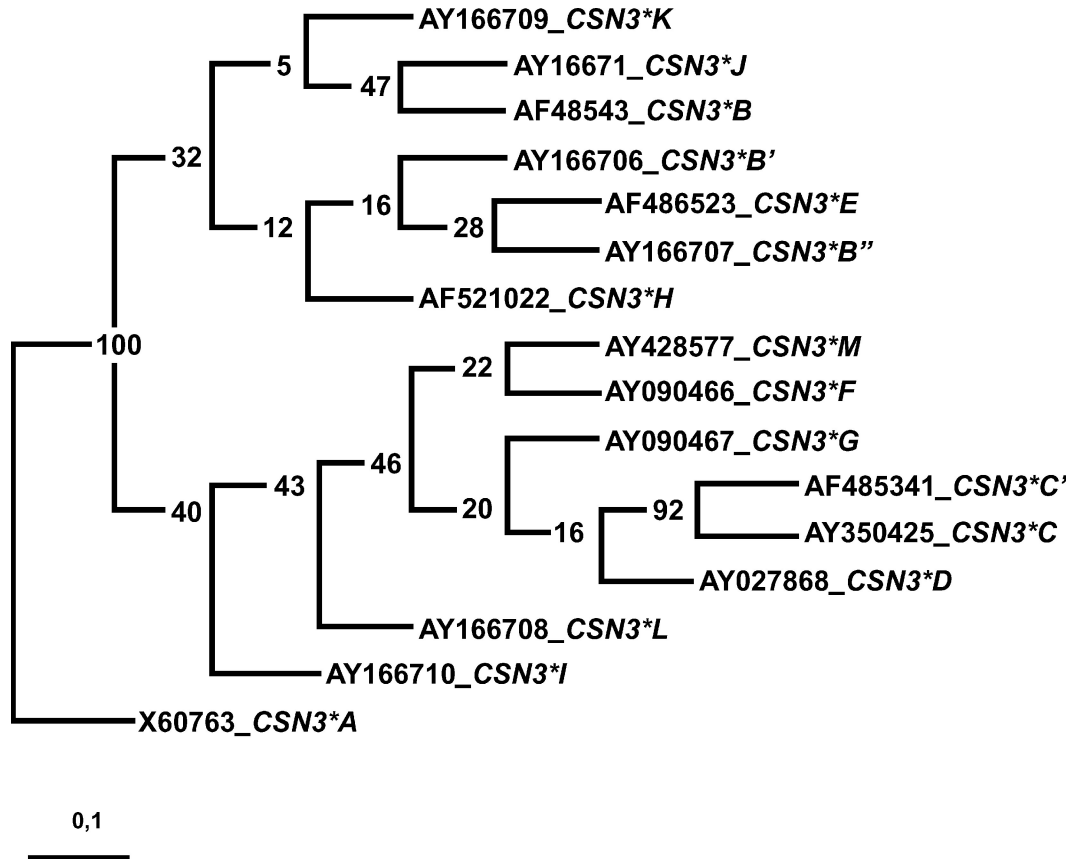 AY166709_CSN3*K
5
AY16671_CSN3*J
47
AF48543_CSN3*B
32
AY166706_CSN3*B’
AF486523_CSN3*E
16
12
28
AY166707_CSN3*B”
AF521022_CSN3*H
100
AY428577_CSN3*M
22
AY090466_CSN3*F
AY090467_CSN3*G
46
43
AF485341_CSN3*C’
40
20
92
16
AY350425_CSN3*C
AY027868_CSN3*D
AY166708_CSN3*L
AY166710_CSN3*I
X60763_CSN3*A
0,1